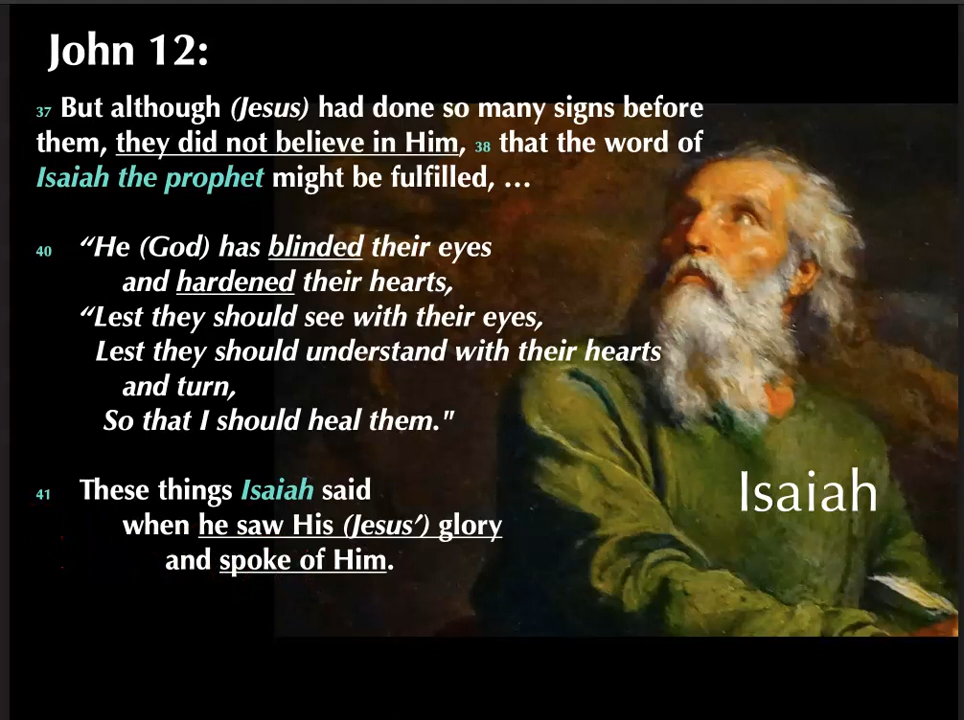 John 12:
37 But although (Jesus) had done so many signs before
them, they did not believe in Him, 38 that the word of
Isaiah the prophet might be fulfilled, …
40 “He (God) has blinded their eyes
and hardened their hearts,
“Lest they should see with their eyes,
Lest they should understand with their hearts
and turn,
So that I should heal them."
41 These things Isaiah said
when he saw His (Jesus’) glory
and spoke of Him.
Isaiah